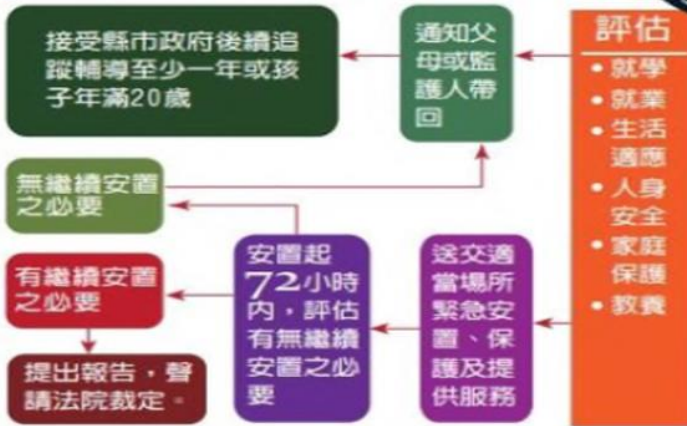 接受縣市政府後續追
蹤輔導至少一年或孩
子年滿20歲
通知父
母或監
護人帶
回
評估
• 就學
• 就業
• 生活
適應
• 人身
安全
• 家庭
保護
• 教養
無繼續安置
之必要
有繼續安置
之必要
提出報告，聲
請法院裁定。
安置起
72小時
內，評估
有無繼續
安置之必
要
送交適
當場所
緊急安
置、保
護及提
供服務